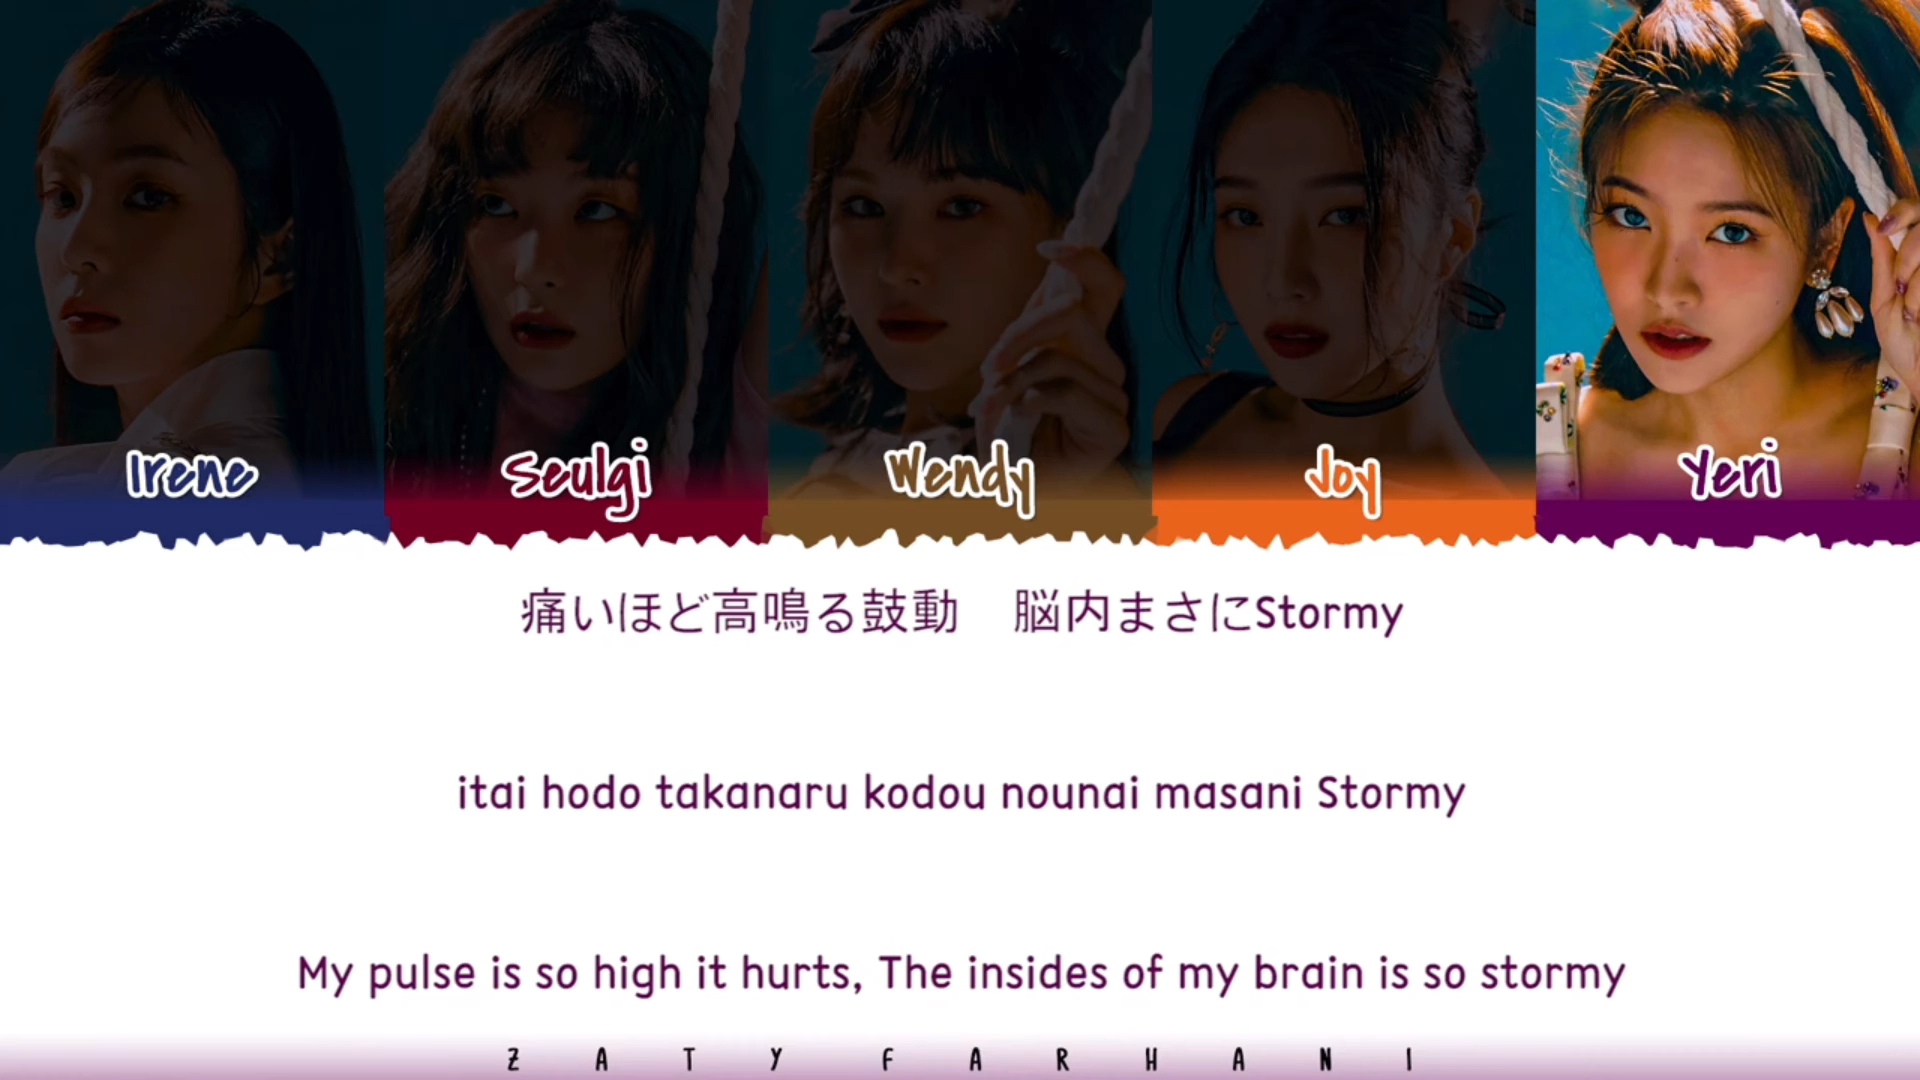 Irene
Seulgi
Wendy
Joy
Yeri
痛いほど高鳴る鼓動　脳内まさにStormy
itai hodo takanaru kodou nounai masani Stormy
My pulse is so high it hurts, The insides of my brain is so stormy
ZATY FARHANI